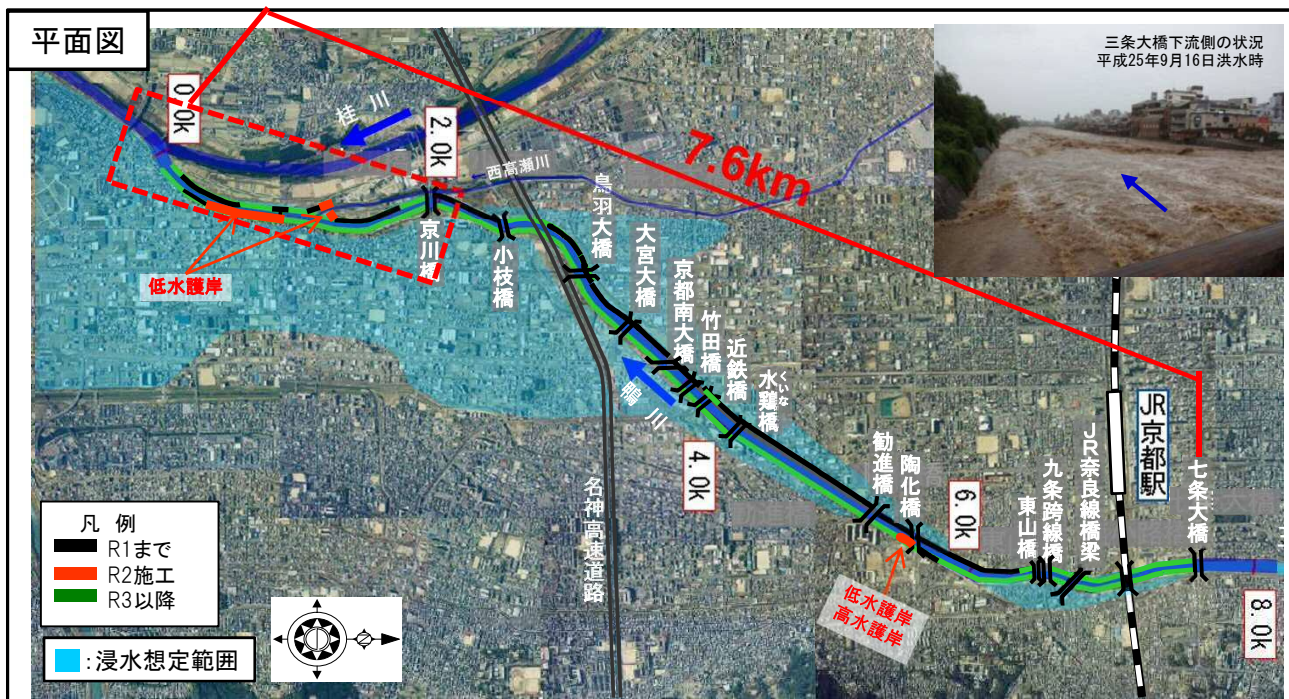 平面図
三条大橋下流側の状況
平成25年9月16日洪水時
0.0k
桂川
2.0k
7.6km
西高瀬川
鳥羽大橋
京川橋
小枝橋
大宮大橋
京都南大橋
竹田橋
近鉄橋
水鶏橋
くいな
低水護岸
鴨川
4.0k
勧進橋
陶化橋
6.0k
東山橋
九条跨線橋
JR奈良線橋梁
JR京都駅
七条大橋
8.0k
名神高速道路
低水護岸
高水護岸
凡 例
R1まで
R2施工
R3以降
:浸水想定範囲